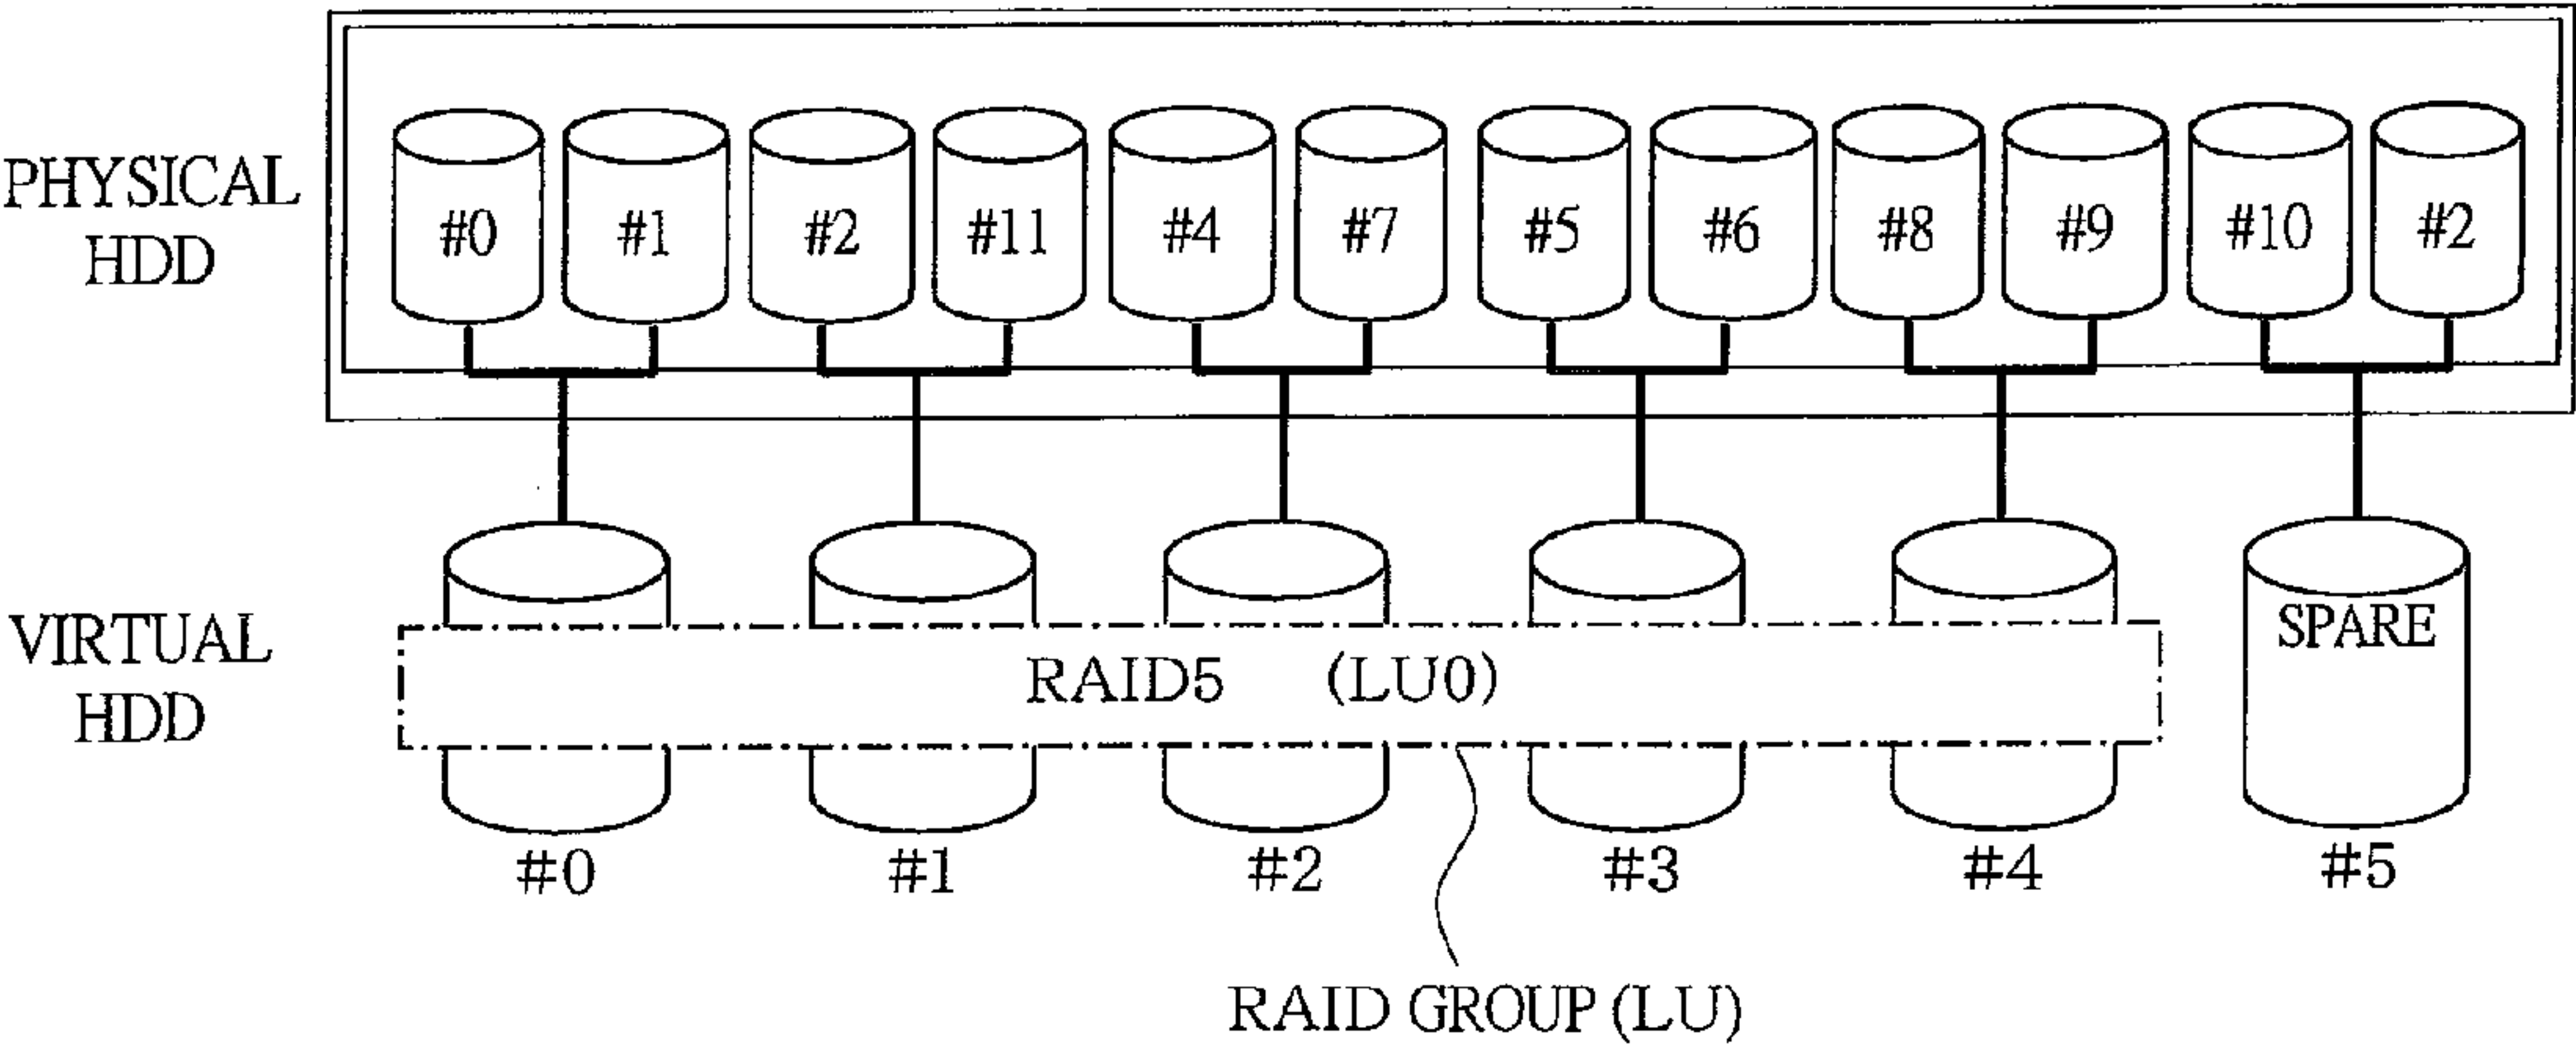 PHYSICAL
HDD
#0 #1 #2 #11 #4 #7 #5 #6 #8 #9 #10 #2
VIRTUAL
HDD
RAID5 (LU0)
SPARE
#0 #1 #2 #3 #4 #5
RAID GROUP (LU)